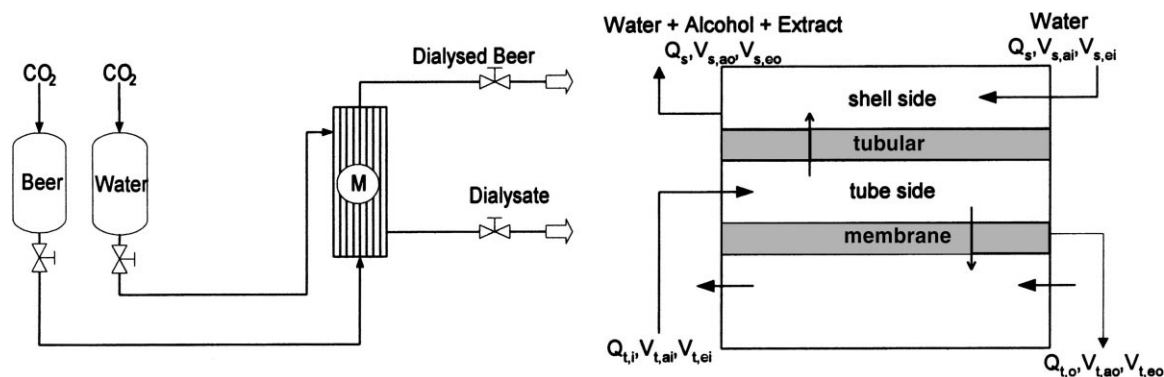 CO₂
CO₂
Beer
Water
M
Dialysed Beer
Dialysate
Water + Alcohol + Extract
Qs,Vs,ao,Vs,eo
Water
Qs,Vs,ai,Vs,ei
shell side
tubular
tube side
membrane
Qt,i,Vt,ai,Vt,ei
Qt,o,Vt,ao,Vt,eo